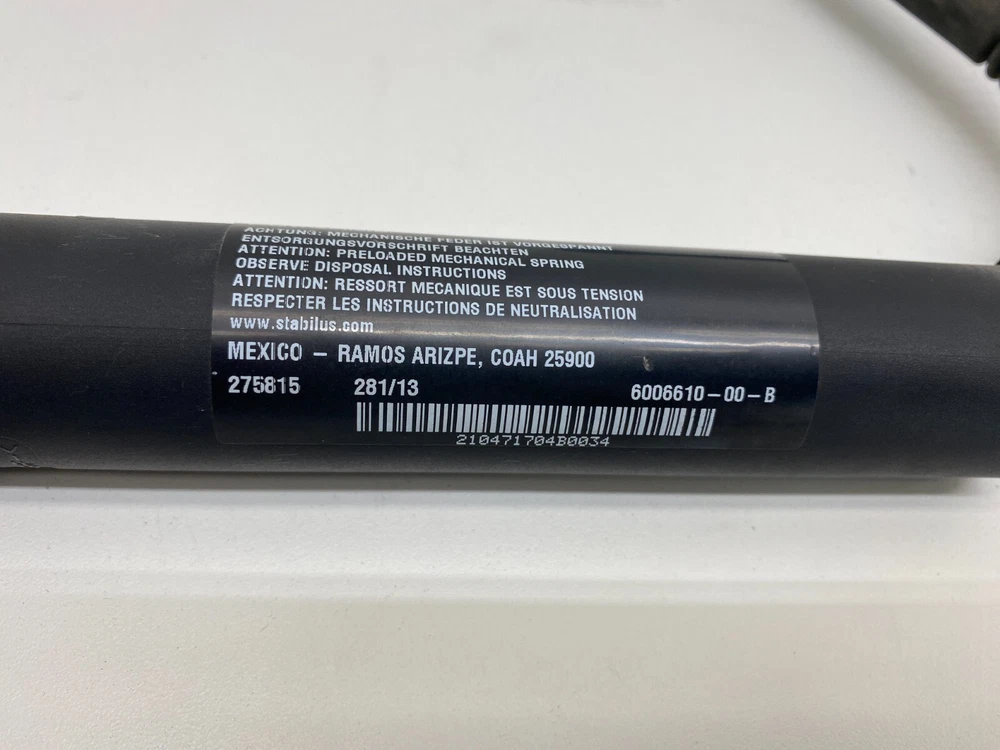 ACHTUNG: MECHANISCHE FEDER IST VORGESPANNT
ENTSORGUNGSVORSCHRIFT BEACHTEN
ATTENTION: PRELOADED MECHANICAL SPRING
OBSERVE DISPOSAL INSTRUCTIONS
ATTENTION: RESSORT MECANIQUE EST SOUS TENSION
RESPECTER LES INSTRUCTIONS DE NEUTRALISATION
www.stabilus.com
MEXICO - RAMOS ARIZPE, COAH 25900
275815 281/13 6006610-00-B
210471704B0034